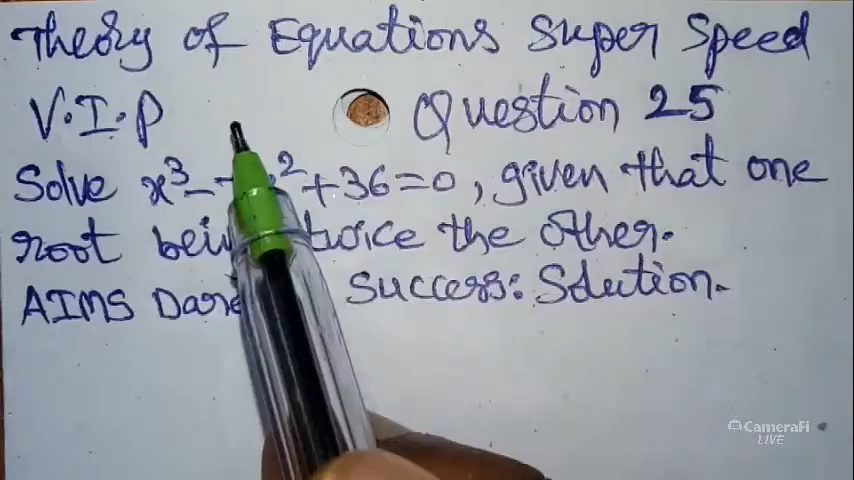 Theory of Equations Super Speed
V.I.P Question 25
Solve x³- ²+36=0, given that one
root twice the other.
AIMS success: Solution.
CameraFi
LIVE